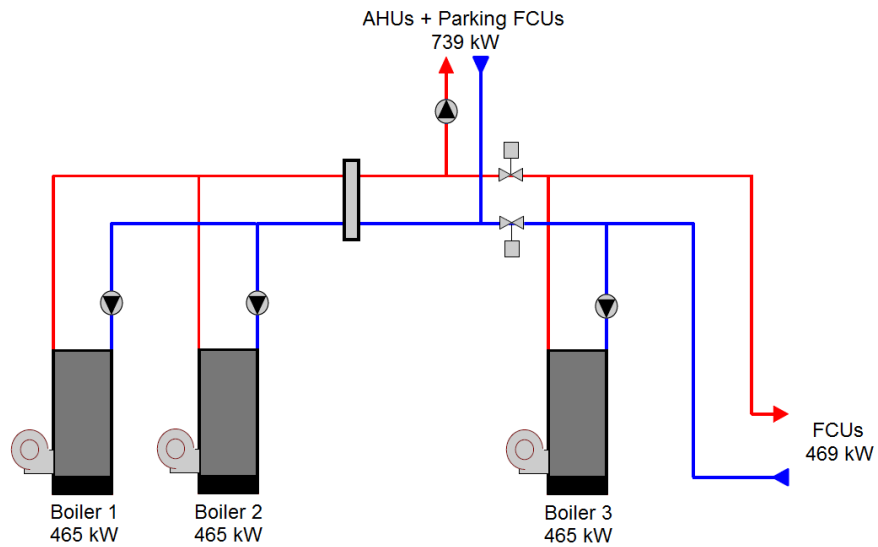 AHUs + Parking FCUs
739 kW
FCUs
469 kW
Boiler 1
465 kW
Boiler 2
465 kW
Boiler 3
465 kW